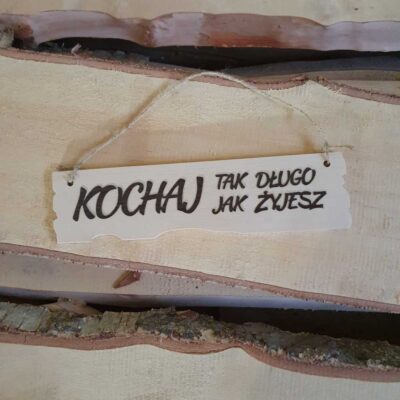 KOCHAJ TAK DŁUGO
JAK ŻYJESZ